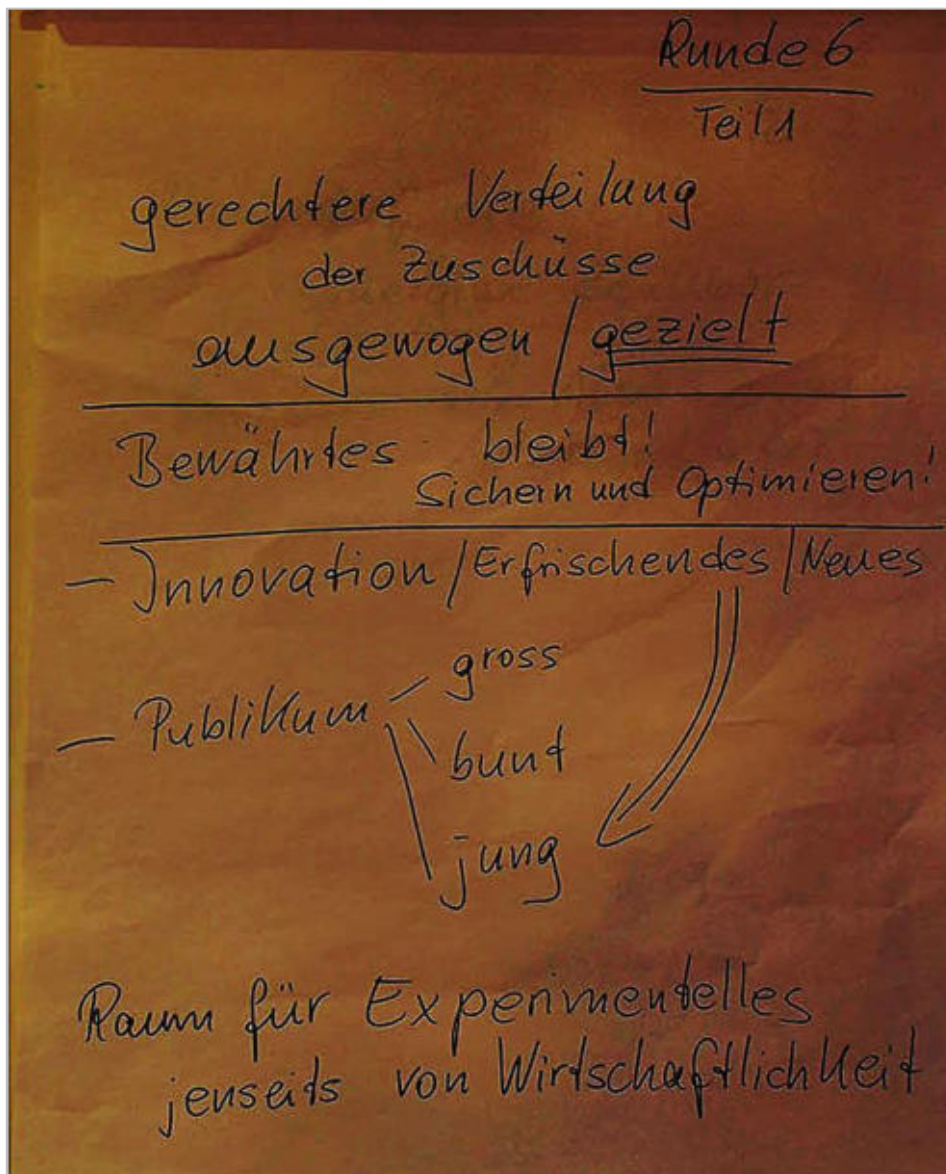 Runde 6
Teil 1
gerechtere Verteilung
der Zuschüsse
ausgewogen / gezielt
Bewährtes bleibt!
Sichern und Optimieren!
- Innovation / Erfrischendes / Neues
- Publikum
gross
bunt
jung
Raum für Experimentelles
jenseits von Wirtschaftlichkeit